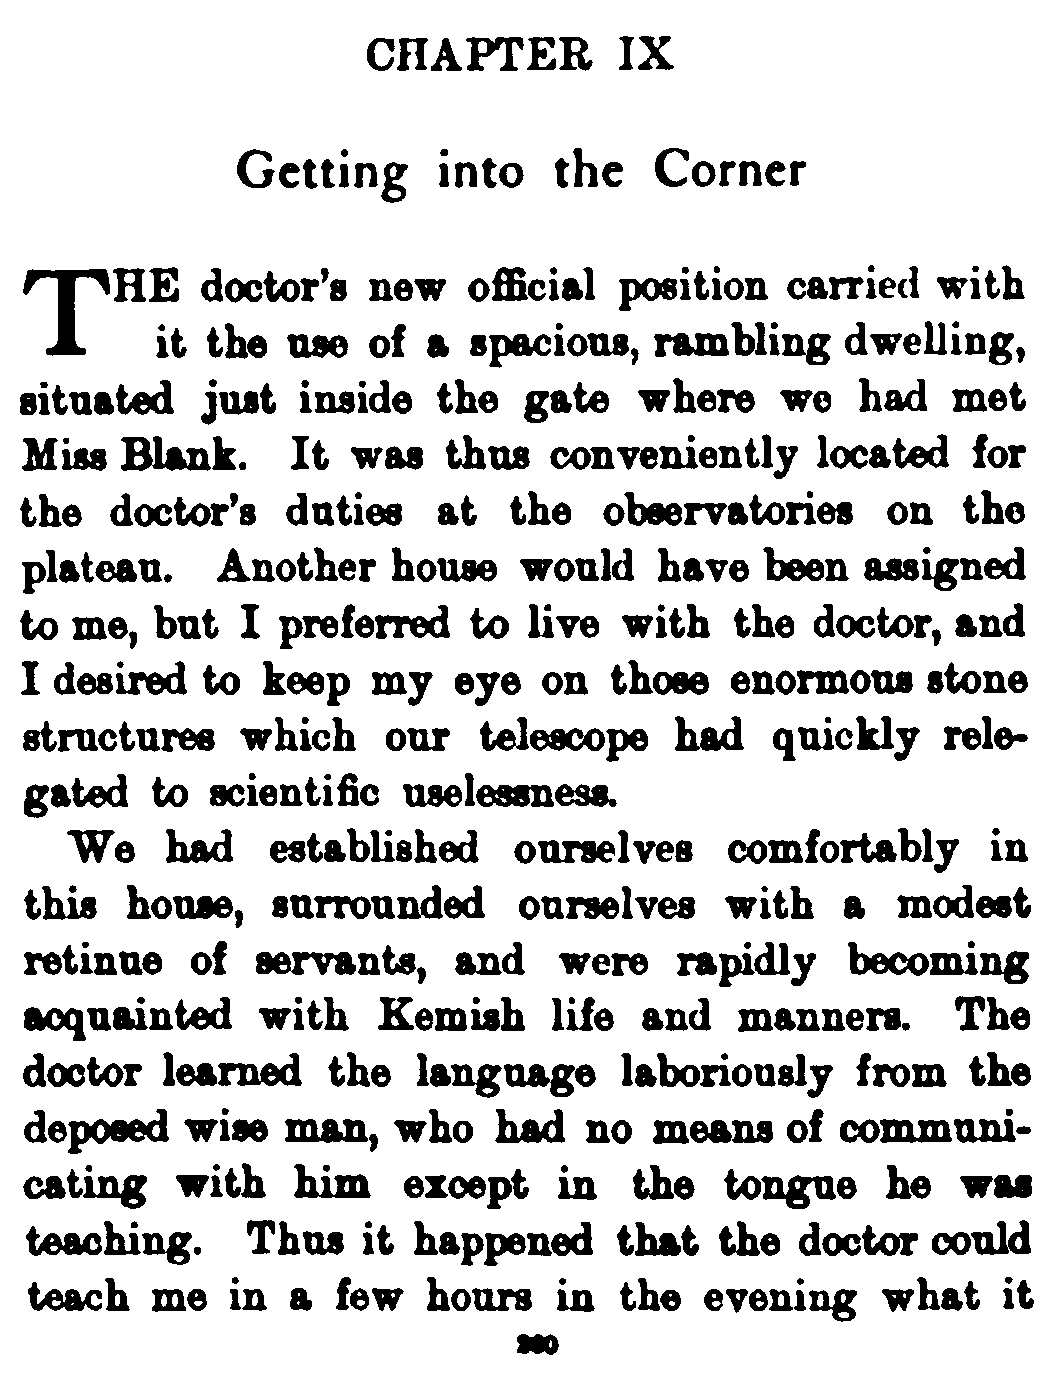 CHAPTER IX
Getting into the Corner
THE doctor's new official position carried with
it the use of a spacious, rambling dwelling,
situated just inside the gate where we had met
Miss Blank. It was thus conveniently located for
the doctor's duties at the observatories on the
plateau. Another house would have been assigned
to me, but I preferred to live with the doctor, and
I desired to keep my eye on those enormous stone
structures which our telescope had quickly rele-
gated to scientific uselessness.
We had established ourselves comfortably in
this house, surrounded ourselves with a modest
retinue of servants, and were rapidly becoming
acquainted with Kemish life and manners. The
doctor learned the language laboriously from the
deposed wise man, who had no means of communi-
cating with him except in the tongue he was
teaching. Thus it happened that the doctor could
teach me in a few hours in the evening what it